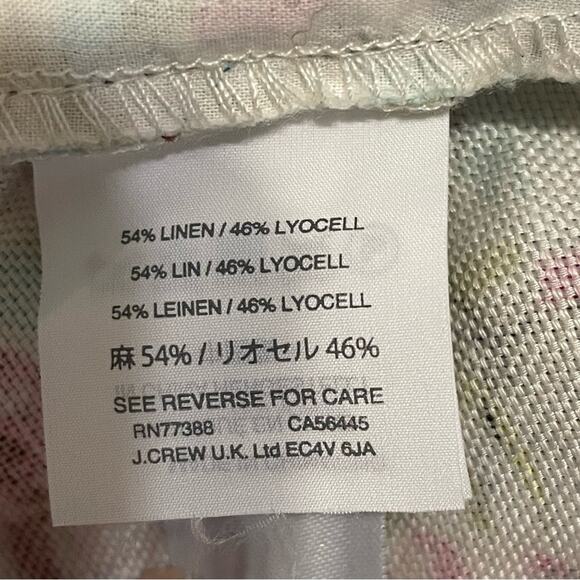 54% LINEN / 46% LYOCELL
54% LIN / 46% LYOCELL
54% LEINEN / 46% LYOCELL
麻 54% / リオセル 46%
SEE REVERSE FOR CARE
RN77388 CA56445
J.CREW U.K. Ltd EC4V 6JA